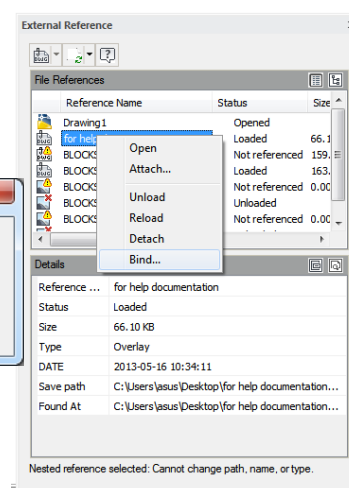 External Reference
File References
Reference Name Status Size
Drawing1 Opened
for help Loaded 66.1
BLOCKS Not referenced 159.
BLOCKS Loaded 163.
BLOCKS Not referenced 0.00
BLOCKS Unloaded
BLOCKS Not referenced 0.00
Open
Attach...
Unload
Reload
Detach
Bind...
Details
Reference ... for help documentation
Status Loaded
Size 66.10 KB
Type Overlay
DATE 2013-05-16 10:34:11
Save path C:\Users\asus\Desktop\for help documentation...
Found At C:\Users\asus\Desktop\for help documentation...
Nested reference selected: Cannot change path, name, or type.